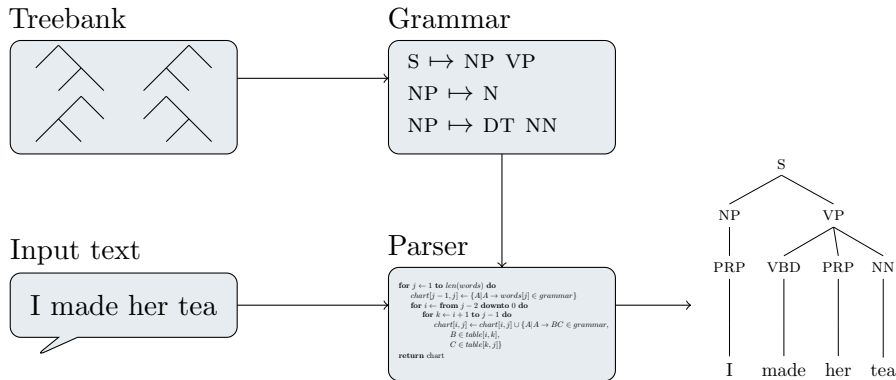 Treebank
Grammar
S ↦ NP VP
NP ↦ N
NP ↦ DT NN
Input text
I made her tea
Parser
for j ← 1 to len(words) do
chart[j − 1, j] ← {A|A → words[j] ∈ grammar}
for i ← from j − 2 downto 0 do
for k ← i + 1 to j − 1 do
chart[i, j] ← chart[i, j] ∪ {A|A → BC ∈ grammar,
B ∈ table[i, k],
C ∈ table[k, j]}
return chart
S
NP VP
PRP VBD PRP NN
I made her tea